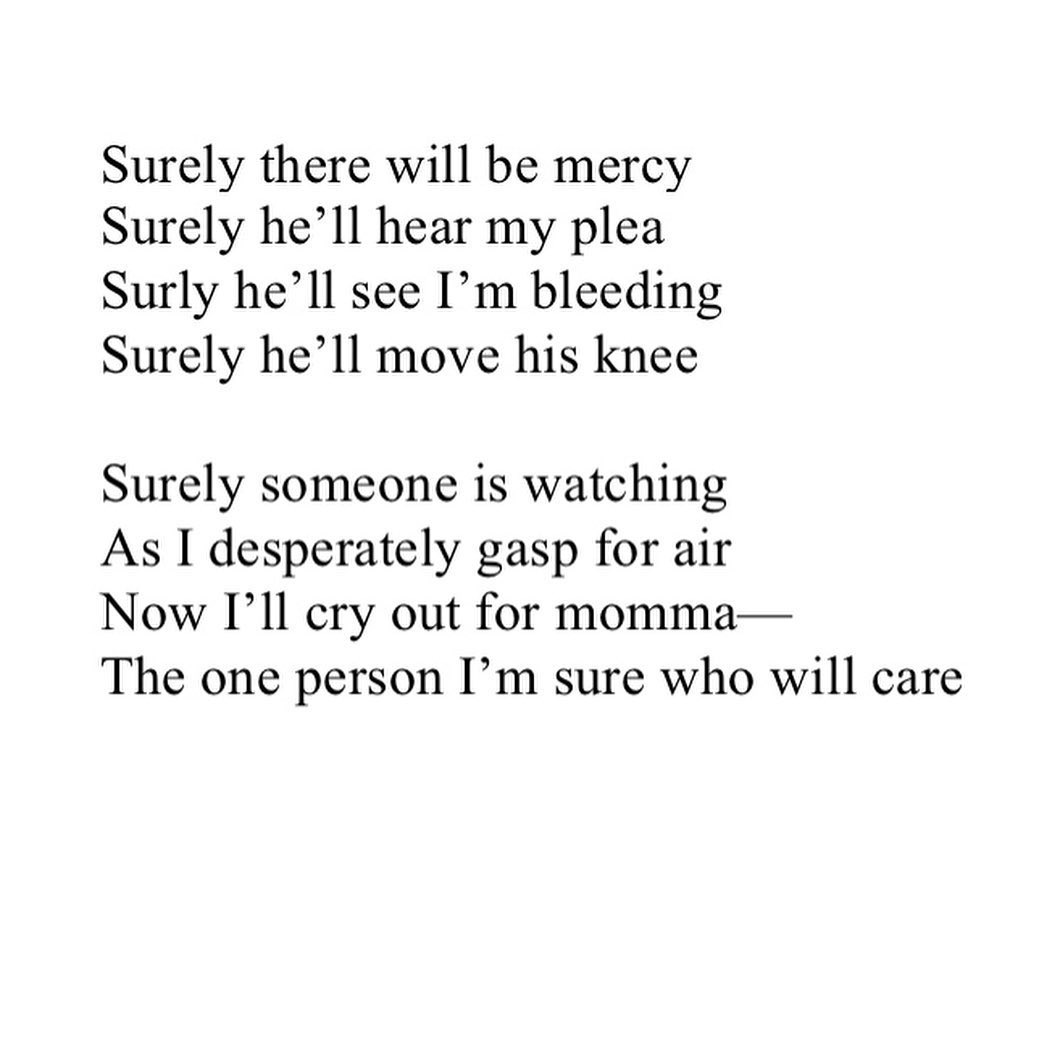 Surely there will be mercy
Surely he’ll hear my plea
Surly he’ll see I’m bleeding
Surely he’ll move his knee
Surely someone is watching
As I desperately gasp for air
Now I’ll cry out for momma—
The one person I’m sure who will care